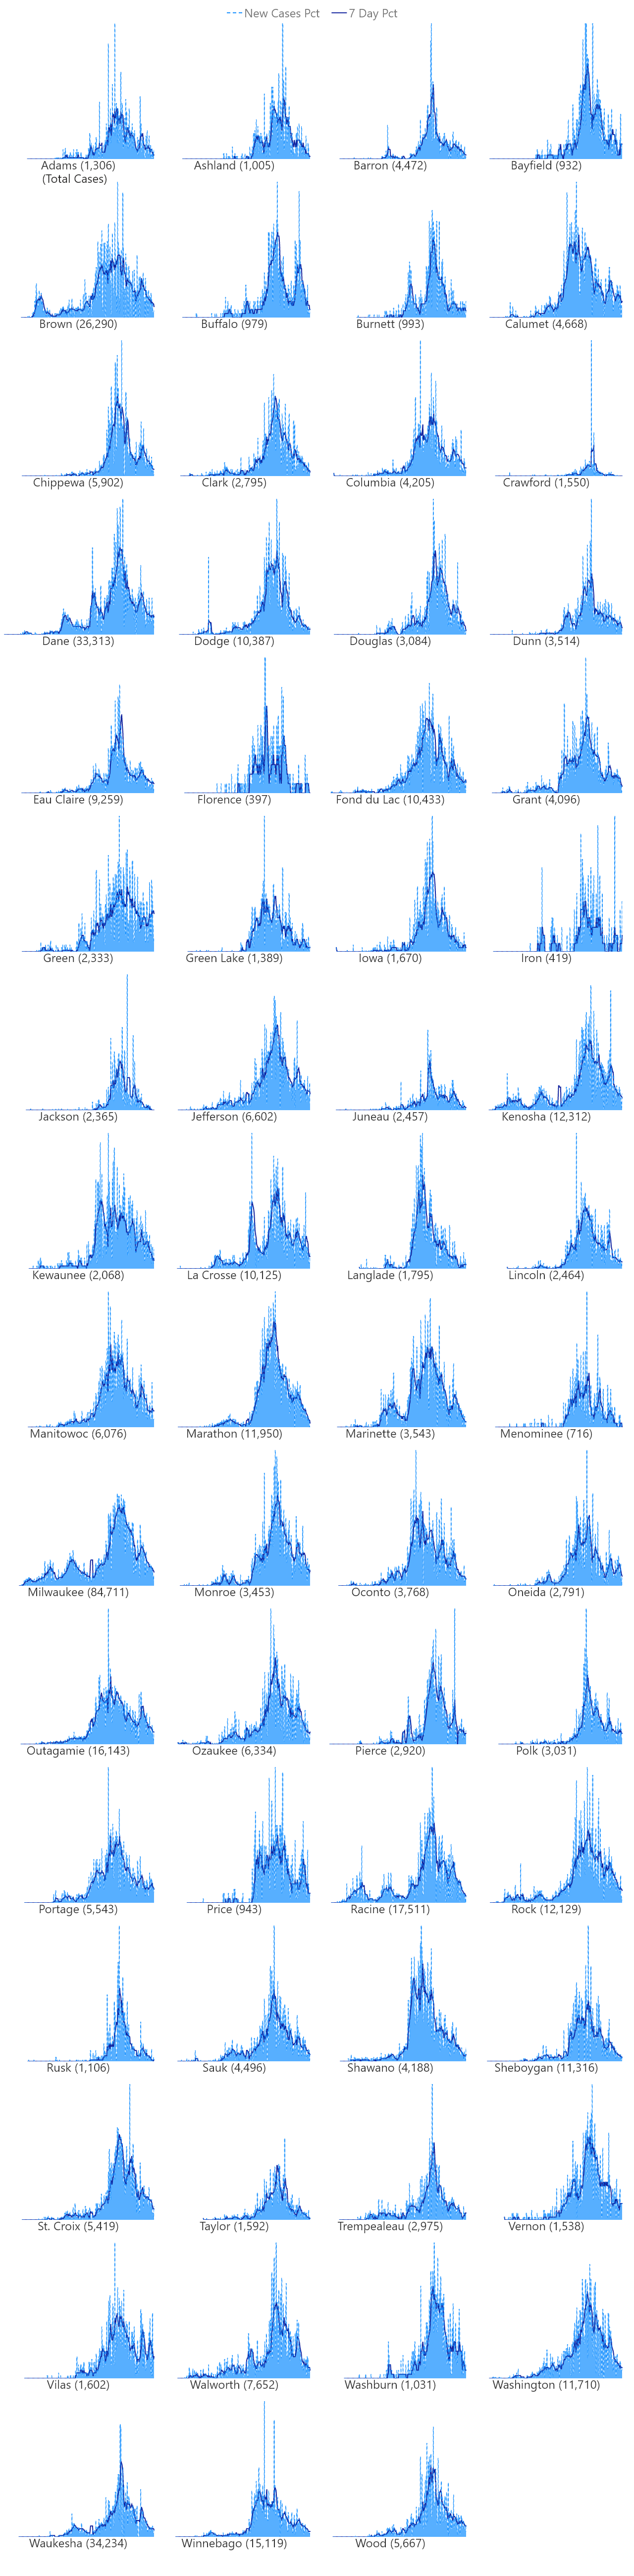 New Cases Pct 7 Day Pct
Adams (1,306) Ashland (1,005) Barron (4,472) Bayfield (932)
(Total Cases)
Brown (26,290) Buffalo (979) Burnett (993) Calumet (4,668)
Chippewa (5,902) Clark (2,795) Columbia (4,205) Crawford (1,550)
Dane (33,313) Dodge (10,387) Douglas (3,084) Dunn (3,514)
Eau Claire (9,259) Florence (397) Fond du Lac (10,433) Grant (4,096)
Green (2,333) Green Lake (1,389) Iowa (1,670) Iron (419)
Jackson (2,365) Jefferson (6,602) Juneau (2,457) Kenosha (12,312)
Kewaunee (2,068) La Crosse (10,125) Langlade (1,795) Lincoln (2,464)
Manitowoc (6,076) Marathon (11,950) Marinette (3,543) Menominee (716)
Milwaukee (84,711) Monroe (3,453) Oconto (3,768) Oneida (2,791)
Outagamie (16,143) Ozaukee (6,334) Pierce (2,920) Polk (3,031)
Portage (5,543) Price (943) Racine (17,511) Rock (12,129)
Rusk (1,106) Sauk (4,496) Shawano (4,188) Sheboygan (11,316)
St. Croix (5,419) Taylor (1,592) Trempealeau (2,975) Vernon (1,538)
Vilas (1,602) Walworth (7,652) Washburn (1,031) Washington (11,710)
Waukesha (34,234) Winnebago (15,119) Wood (5,667)